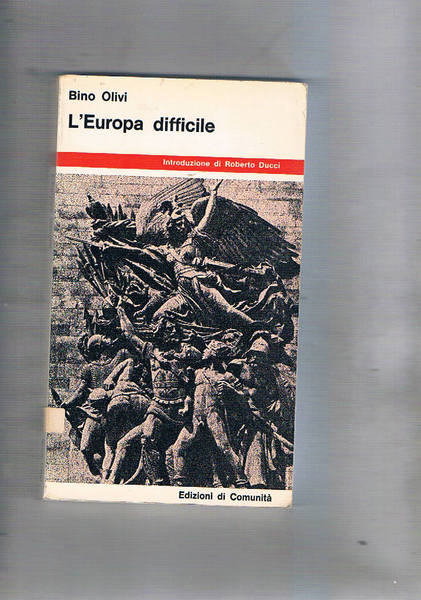 Bino Olivi
L'Europa difficile
Introduzione di Roberto Ducci
Edizioni di Comunità